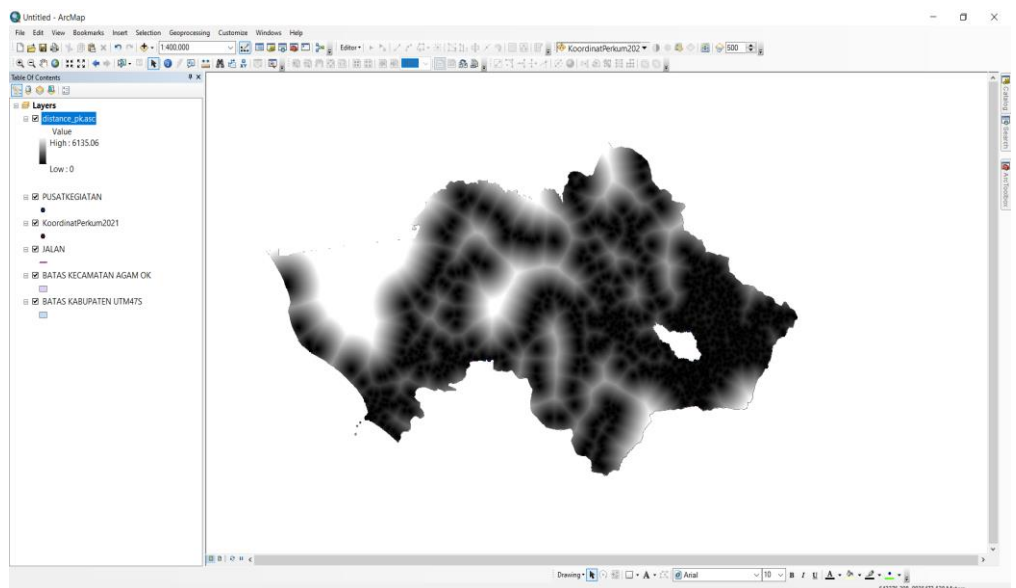 Untitled - ArcMap
File Edit View Bookmarks Insert Selection Geoprocessing Customize Windows Help
1:400,000
Editor
KoordinatPerkum202
500
Table Of Contents
Layers
distance_pk.asc
Value
High : 6135.06
Low : 0
PUSATKEGIATAN
KoordinatPerkum2021
JALAN
BATAS KECAMATAN AGAM OK
BATAS KABUPATEN UTM47S
Catalog
Search
ArcToolbox
Drawing
A
Arial
10
B I U A